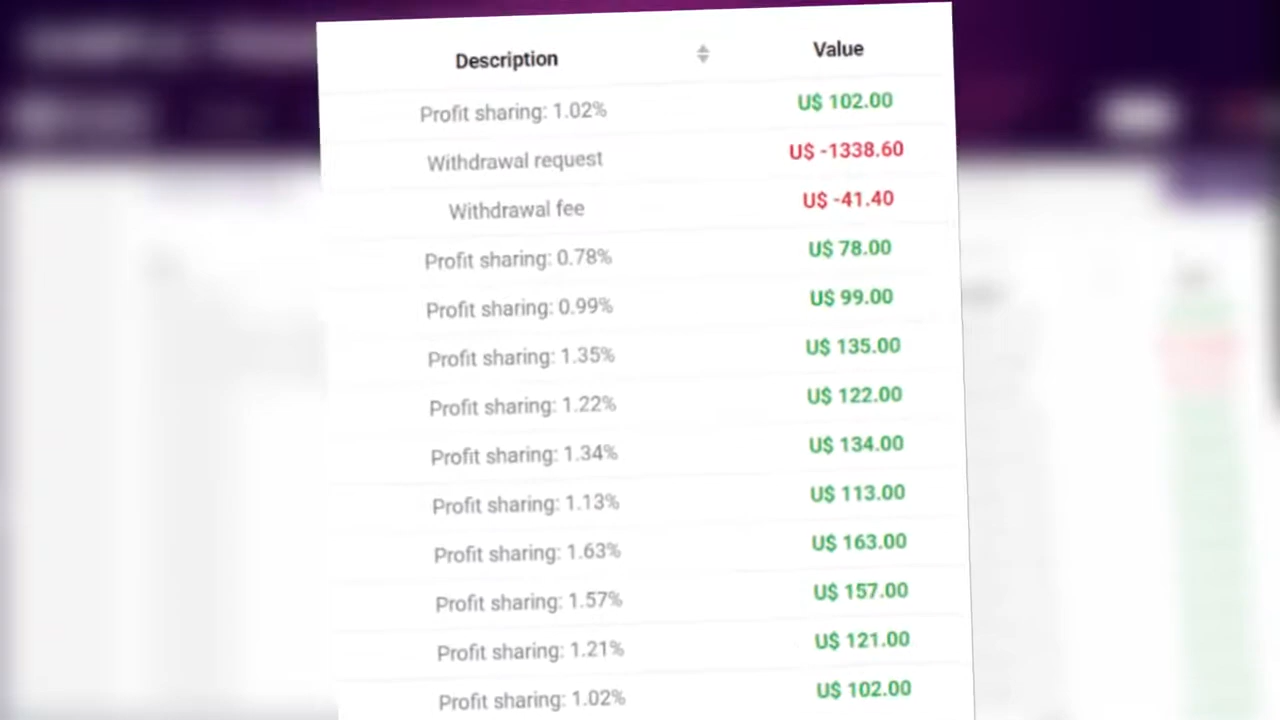 Description Value
Profit sharing: 1.02% U$ 102.00
Withdrawal request U$ -1338.60
Withdrawal fee U$ -41.40
Profit sharing: 0.78% U$ 78.00
Profit sharing: 0.99% U$ 99.00
Profit sharing: 1.35% U$ 135.00
Profit sharing: 1.22% U$ 122.00
Profit sharing: 1.34% U$ 134.00
Profit sharing: 1.13% U$ 113.00
Profit sharing: 1.63% U$ 163.00
Profit sharing: 1.57% U$ 157.00
Profit sharing: 1.21% U$ 121.00
Profit sharing: 1.02% U$ 102.00